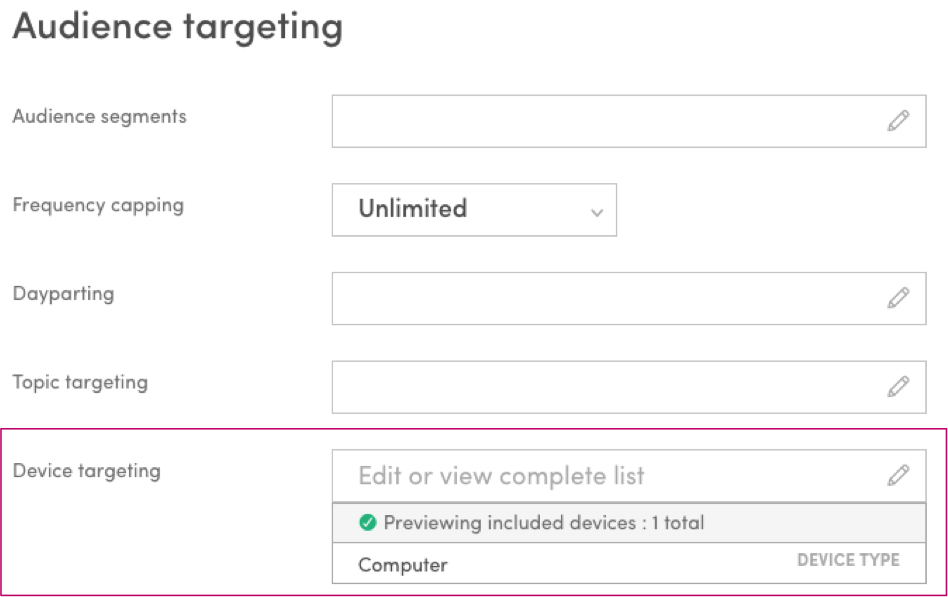 Audience targeting
Audience segments
Frequency capping
Unlimited
Dayparting
Topic targeting
Device targeting
Edit or view complete list
Previewing included devices : 1 total
Computer
DEVICE TYPE